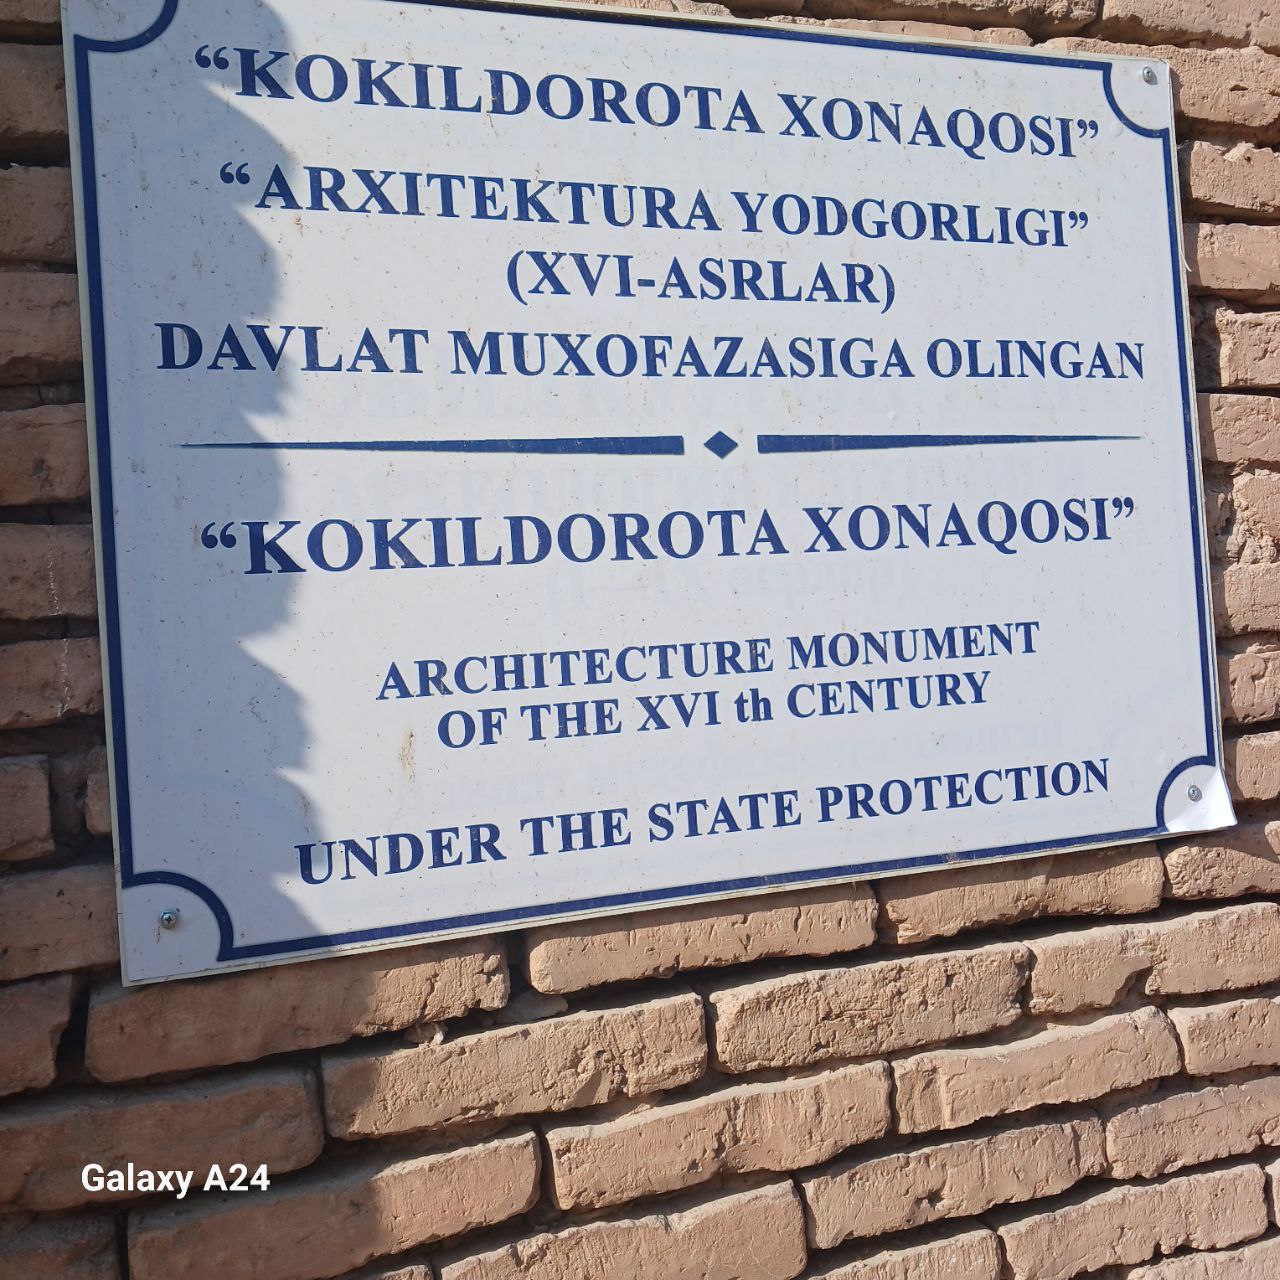 “KOKILDOROTA XONAQOSI”
“ARXITEKTURA YODGORLIGI”
(XVI-ASRLAR)
DAVLAT MUXOFAZASIGA OLINGAN
“KOKILDOROTA XONAQOSI”
ARCHITECTURE MONUMENT
OF THE XVI th CENTURY
UNDER THE STATE PROTECTION
Galaxy A24